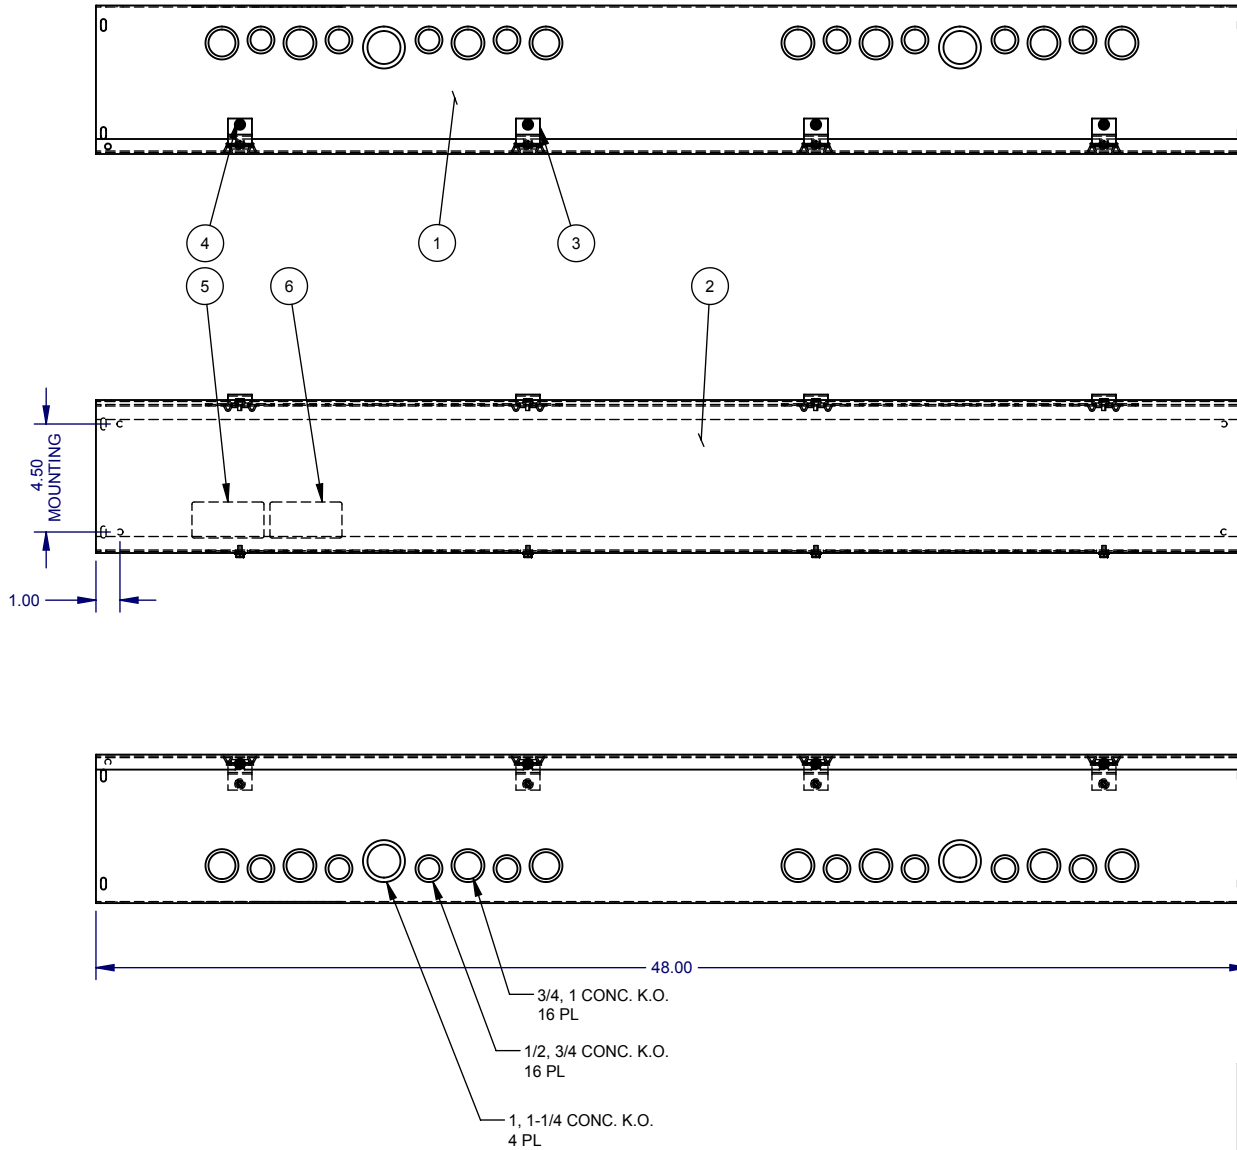 4
1
3
5
6
2
4.50
MOUNTING
1.00
48.00
3/4, 1 CONC. K.O.
16 PL
1/2, 3/4 CONC. K.O.
16 PL
1, 1-1/4 CONC. K.O.
4 PL